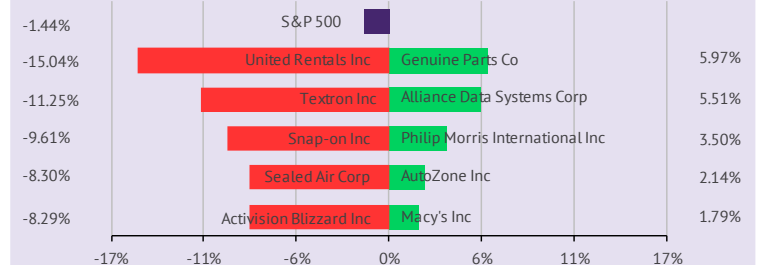 -1.44% S&P 500
-15.04% United Rentals Inc Genuine Parts Co 5.97%
-11.25% Textron Inc Alliance Data Systems Corp 5.51%
-9.61% Snap-on Inc Philip Morris International Inc 3.50%
-8.30% Sealed Air Corp AutoZone Inc 2.14%
-8.29% Activision Blizzard Inc Macy's Inc 1.79%
-17% -11% -6% 0% 6% 11% 17%